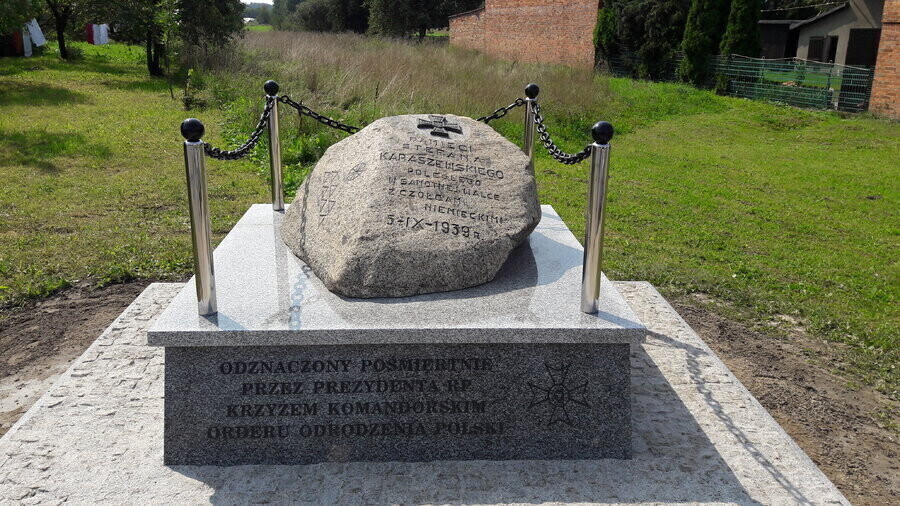 PAMIĘCI
STEFANA
KARASZEWSKIEGO
POLEGŁEGO
W SAMOTNEJ WALCE
Z CZOŁGAMI
NIEMIECKIMI
5-IX-1939 R
ODZNACZONY POŚMIERTNIE
PRZEZ PREZYDENTA RP
KRZYŻEM KOMANDORSKIM
ORDERU ODRODZENIA POLSKI